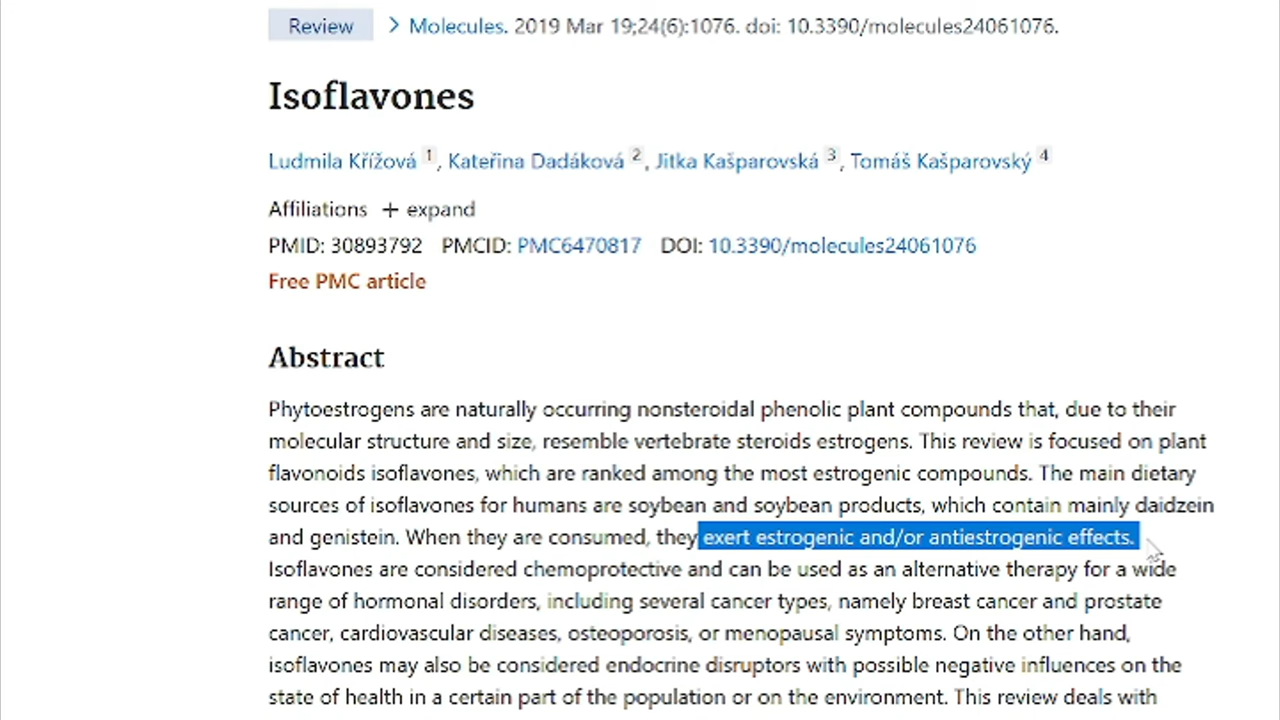 Review > Molecules. 2019 Mar 19;24(6):1076. doi: 10.3390/molecules24061076.
Isoflavones
Ludmila Křížová 1, Kateřina Dadáková 2, Jitka Kašparovská 3, Tomáš Kašparovský 4
Affiliations + expand
PMID: 30893792 PMCID: PMC6470817 DOI: 10.3390/molecules24061076
Free PMC article
Abstract
Phytoestrogens are naturally occurring nonsteroidal phenolic plant compounds that, due to their
molecular structure and size, resemble vertebrate steroids estrogens. This review is focused on plant
flavonoids isoflavones, which are ranked among the most estrogenic compounds. The main dietary
sources of isoflavones for humans are soybean and soybean products, which contain mainly daidzein
and genistein. When they are consumed, they exert estrogenic and/or antiestrogenic effects.
Isoflavones are considered chemoprotective and can be used as an alternative therapy for a wide
range of hormonal disorders, including several cancer types, namely breast cancer and prostate
cancer, cardiovascular diseases, osteoporosis, or menopausal symptoms. On the other hand,
isoflavones may also be considered endocrine disruptors with possible negative influences on the
state of health in a certain part of the population or on the environment. This review deals with